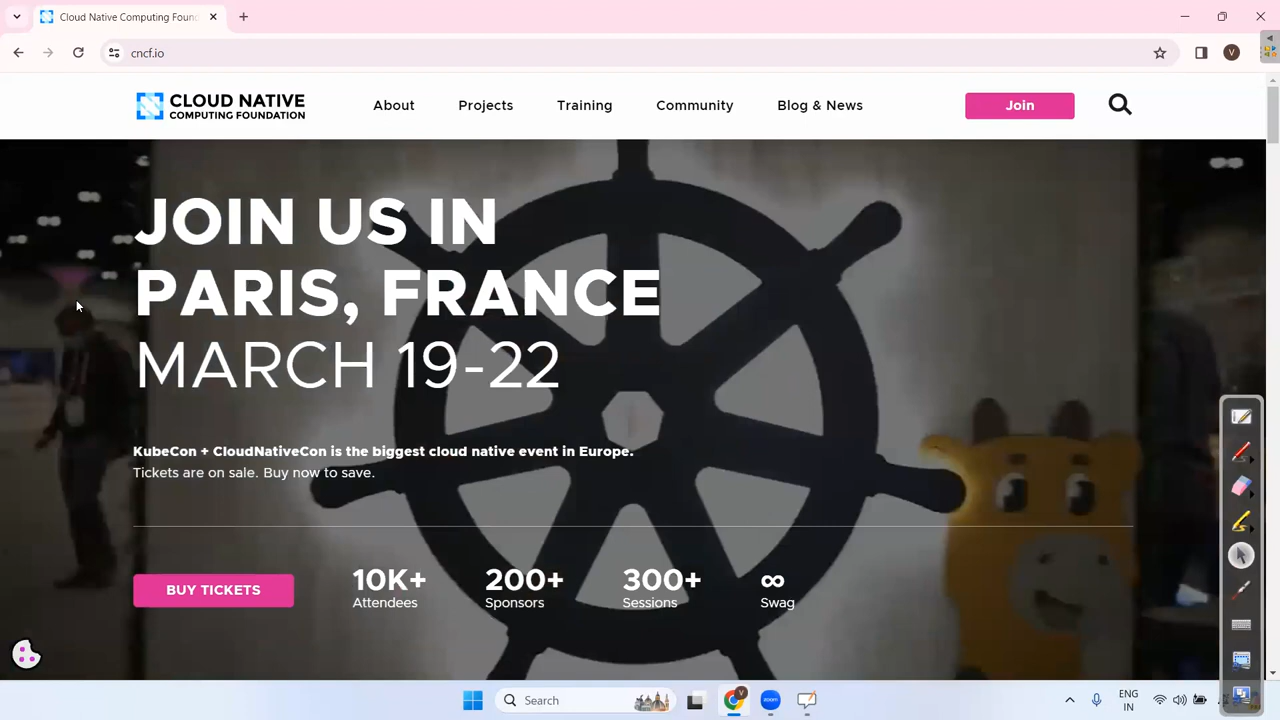 Cloud Native Computing Foun
cncf.io
V
CLOUD NATIVE
COMPUTING FOUNDATION
About
Projects
Training
Community
Blog & News
Join
JOIN US IN
PARIS, FRANCE
MARCH 19-22
KubeCon + CloudNativeCon is the biggest cloud native event in Europe.
Tickets are on sale. Buy now to save.
BUY TICKETS
10K+
Attendees
200+
Sponsors
300+
Sessions
∞
Swag
Search
V
zoom
ENG
IN